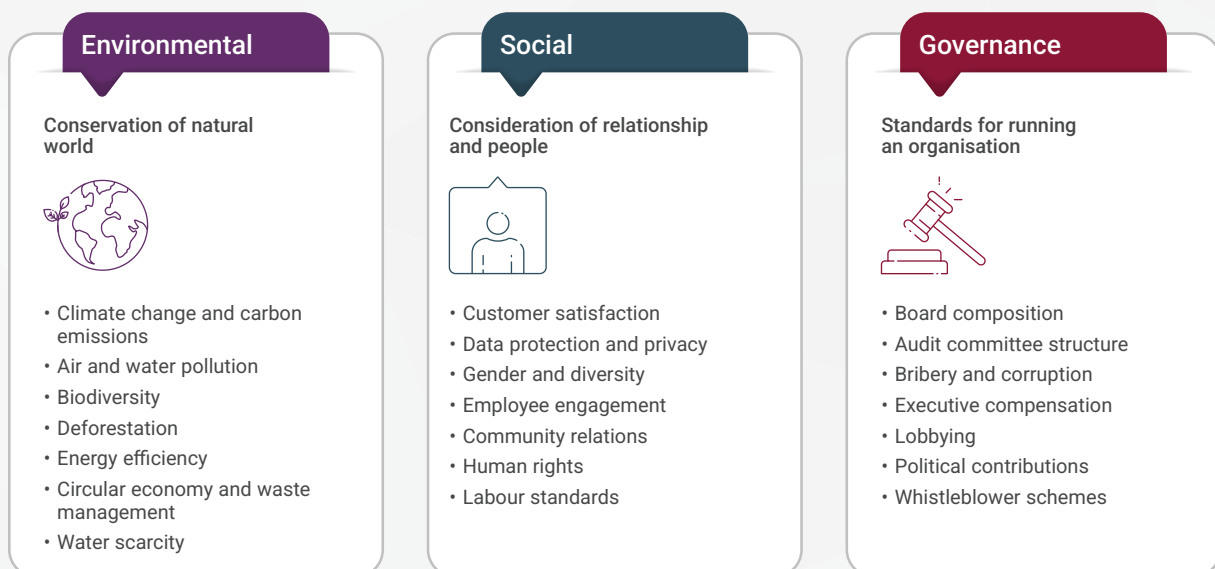 Environmental
Conservation of natural
world
• Climate change and carbon
emissions
• Air and water pollution
• Biodiversity
• Deforestation
• Energy efficiency
• Circular economy and waste
management
• Water scarcity
Social
Consideration of relationship
and people
• Customer satisfaction
• Data protection and privacy
• Gender and diversity
• Employee engagement
• Community relations
• Human rights
• Labour standards
Governance
Standards for running
an organisation
• Board composition
• Audit committee structure
• Bribery and corruption
• Executive compensation
• Lobbying
• Political contributions
• Whistleblower schemes